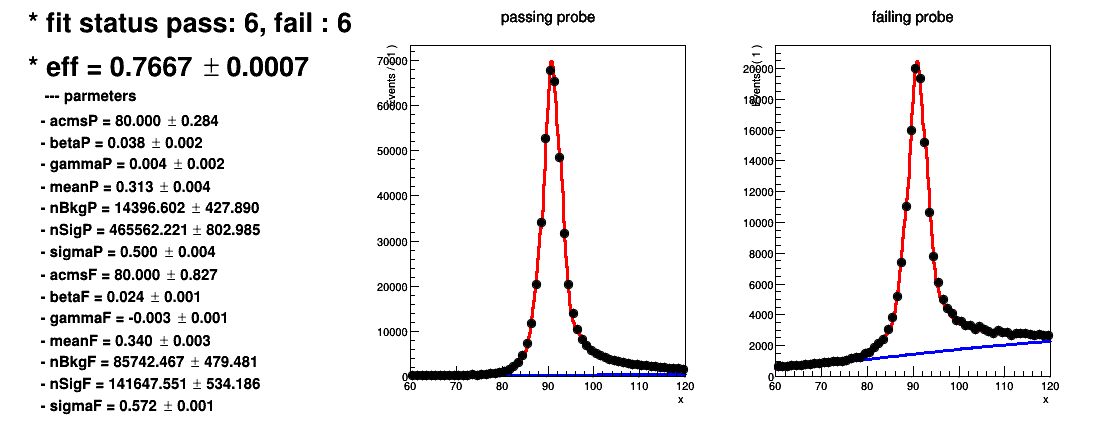 * fit status pass: 6, fail : 6
* eff = 0.7667 ± 0.0007
--- parmeters
- acmsP = 80.000 ± 0.284
- betaP = 0.038 ± 0.002
- gammaP = 0.004 ± 0.002
- meanP = 0.313 ± 0.004
- nBkgP = 14396.602 ± 427.890
- nSigP = 465562.221 ± 802.985
- sigmaP = 0.500 ± 0.004
- acmsF = 80.000 ± 0.827
- betaF = 0.024 ± 0.001
- gammaF = -0.003 ± 0.001
- meanF = 0.340 ± 0.003
- nBkgF = 85742.467 ± 479.481
- nSigF = 141647.551 ± 534.186
- sigmaF = 0.572 ± 0.001
passing probe
Events / ( 1 )
70000
60000
50000
40000
30000
20000
10000
0
60 70 80 90 100 110 120
x
failing probe
Events / ( 1 )
20000
18000
16000
14000
12000
10000
8000
6000
4000
2000
0
60 70 80 90 100 110 120
x